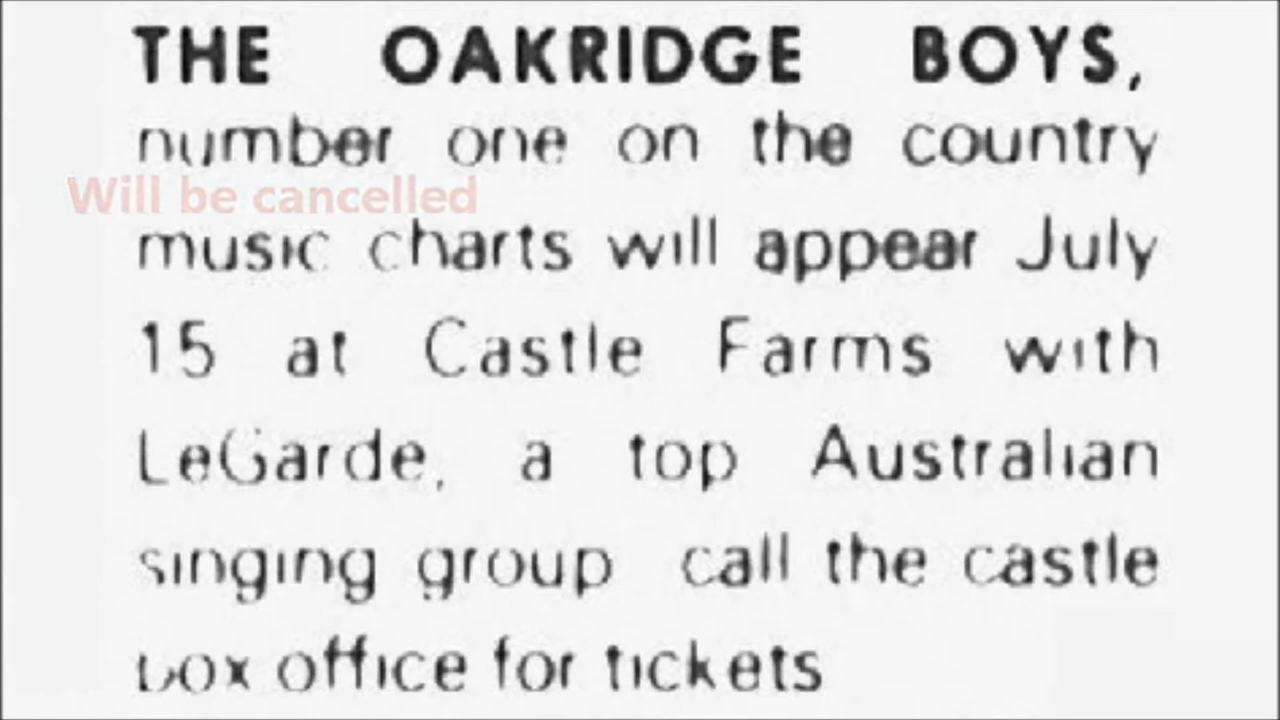 THE OAKRIDGE BOYS,
number one on the country
Will be cancelled
music charts will appear July
15 at Castle Farms with
LeGarde, a top Australian
singing group call the castle
box office for tickets